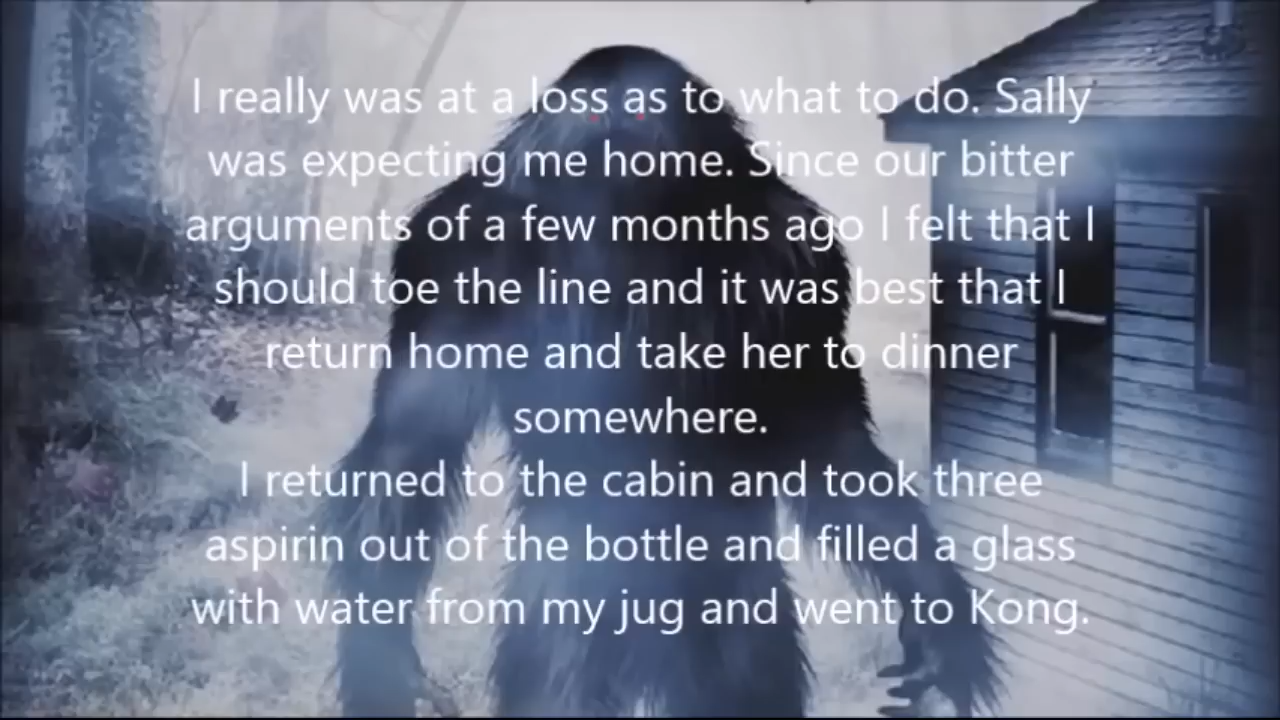 I really was at a loss as to what to do. Sally
was expecting me home. Since our bitter
arguments of a few months ago I felt that I
should toe the line and it was best that I
return home and take her to dinner
somewhere.
I returned to the cabin and took three
aspirin out of the bottle and filled a glass
with water from my jug and went to Kong.